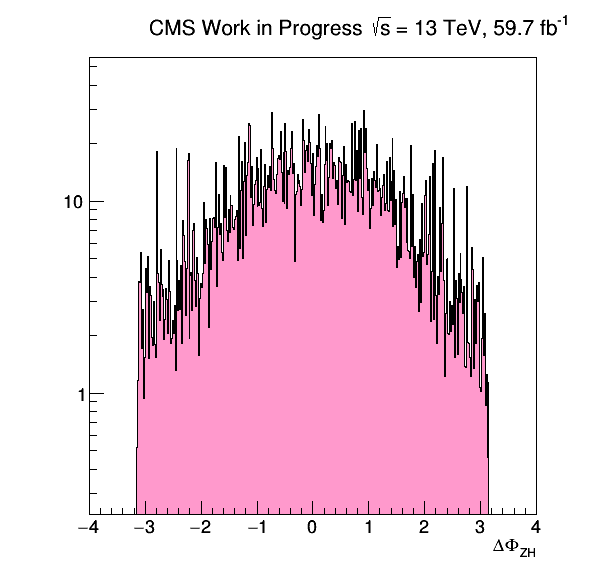 CMS Work in Progress √s = 13 TeV, 59.7 fb⁻¹
10
1
−4 −3 −2 −1 0 1 2 3 4
ΔΦ_ZH